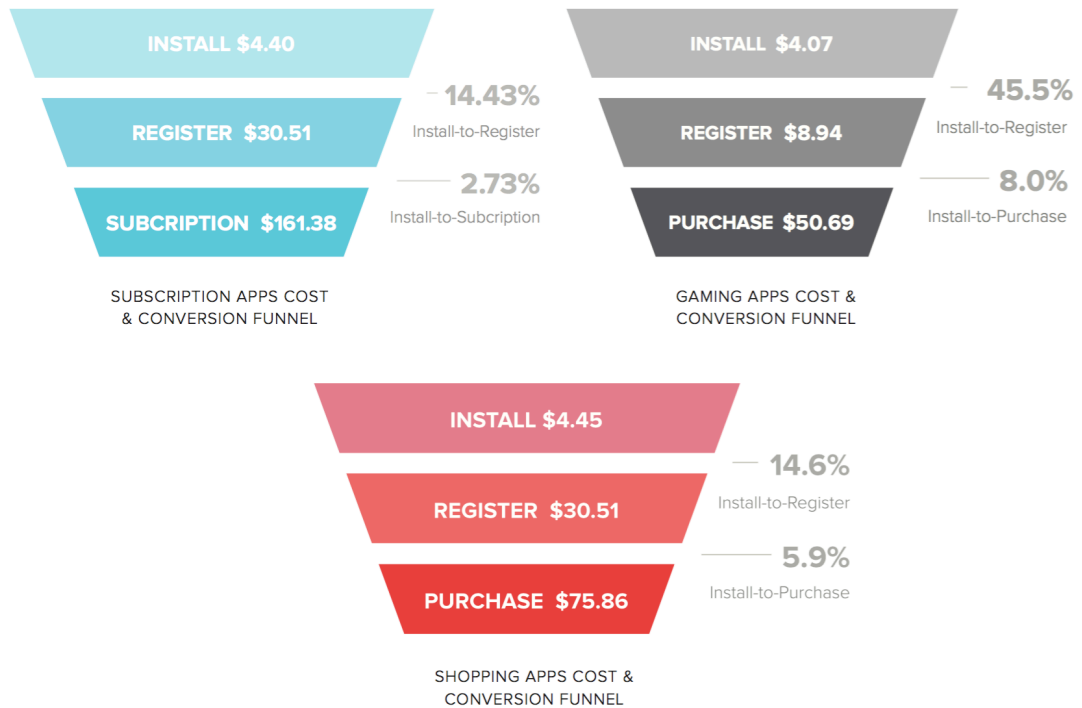 INSTALL $4.40
14.43%
Install-to-Register
REGISTER $30.51
2.73%
Install-to-Subcription
SUBCRIPTION $161.38
SUBSCRIPTION APPS COST
& CONVERSION FUNNEL
INSTALL $4.07
45.5%
Install-to-Register
REGISTER $8.94
8.0%
Install-to-Purchase
PURCHASE $50.69
GAMING APPS COST &
CONVERSION FUNNEL
INSTALL $4.45
14.6%
Install-to-Register
REGISTER $30.51
5.9%
Install-to-Purchase
PURCHASE $75.86
SHOPPING APPS COST &
CONVERSION FUNNEL